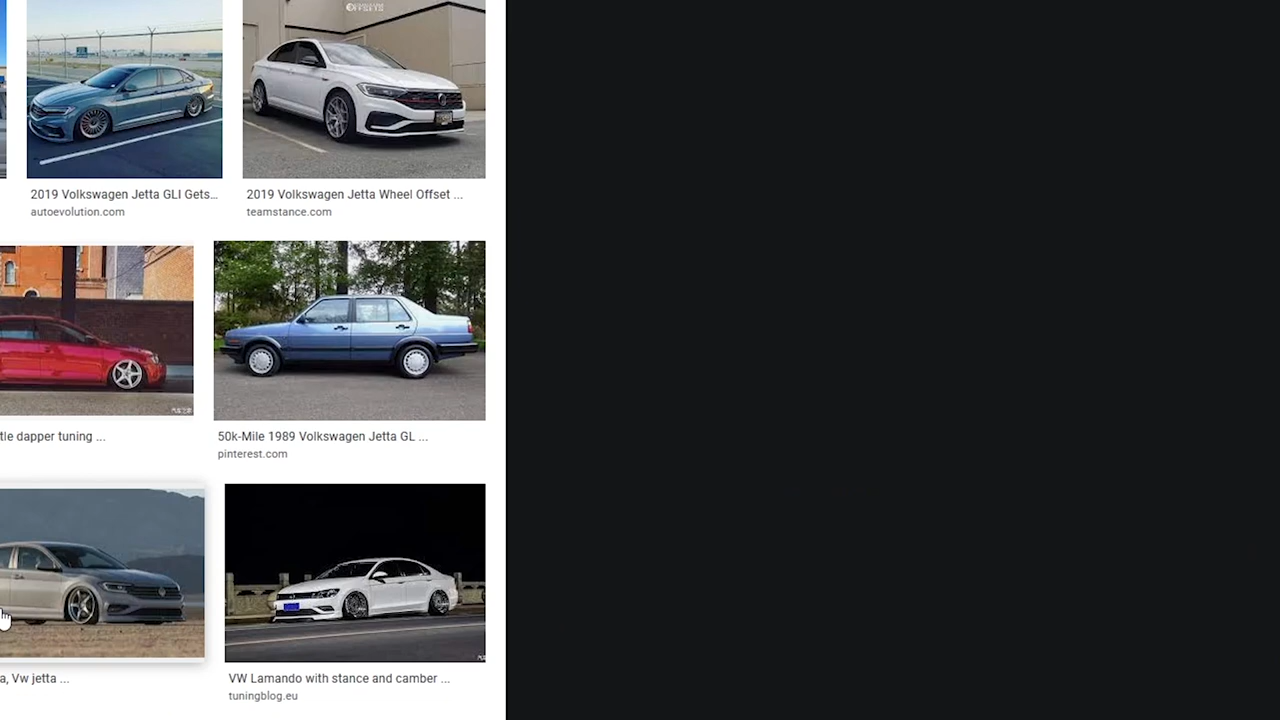 2019 Volkswagen Jetta GLI Gets...
autoevolution.com
2019 Volkswagen Jetta Wheel Offset ...
teamstance.com
tle dapper tuning ...
50k-Mile 1989 Volkswagen Jetta GL ...
pinterest.com
a, Vw jetta ...
VW Lamando with stance and camber ...
tuningblog.eu